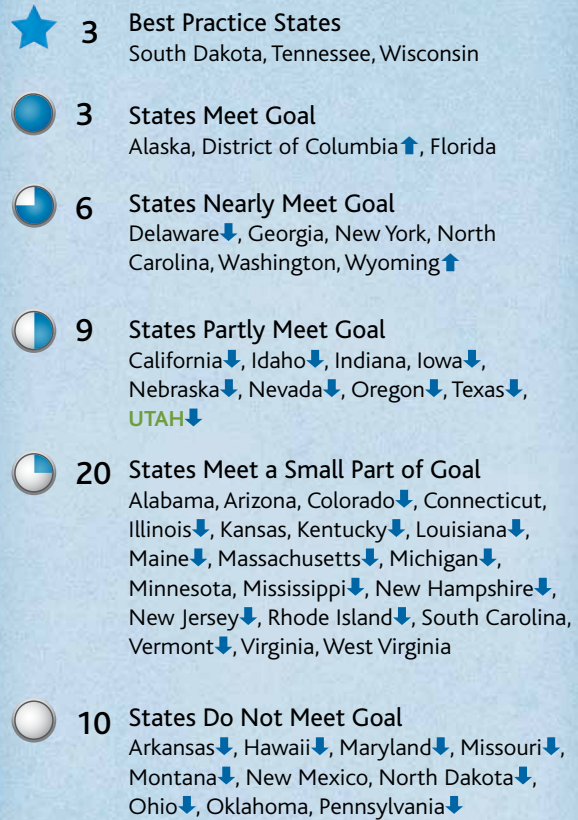 3 Best Practice States
South Dakota, Tennessee, Wisconsin
3 States Meet Goal
Alaska, District of Columbia⬆, Florida
6 States Nearly Meet Goal
Delaware⬇, Georgia, New York, North
Carolina, Washington, Wyoming⬆
9 States Partly Meet Goal
California⬇, Idaho⬇, Indiana, Iowa⬇,
Nebraska⬇, Nevada⬇, Oregon⬇, Texas⬇,
UTAH⬇
20 States Meet a Small Part of Goal
Alabama, Arizona, Colorado⬇, Connecticut,
Illinois⬇, Kansas, Kentucky⬇, Louisiana⬇,
Maine⬇, Massachusetts⬇, Michigan⬇,
Minnesota, Mississippi⬇, New Hampshire⬇,
New Jersey⬇, Rhode Island⬇, South Carolina,
Vermont⬇, Virginia, West Virginia
10 States Do Not Meet Goal
Arkansas⬇, Hawaii⬇, Maryland⬇, Missouri⬇,
Montana⬇, New Mexico, North Dakota⬇,
Ohio⬇, Oklahoma, Pennsylvania⬇